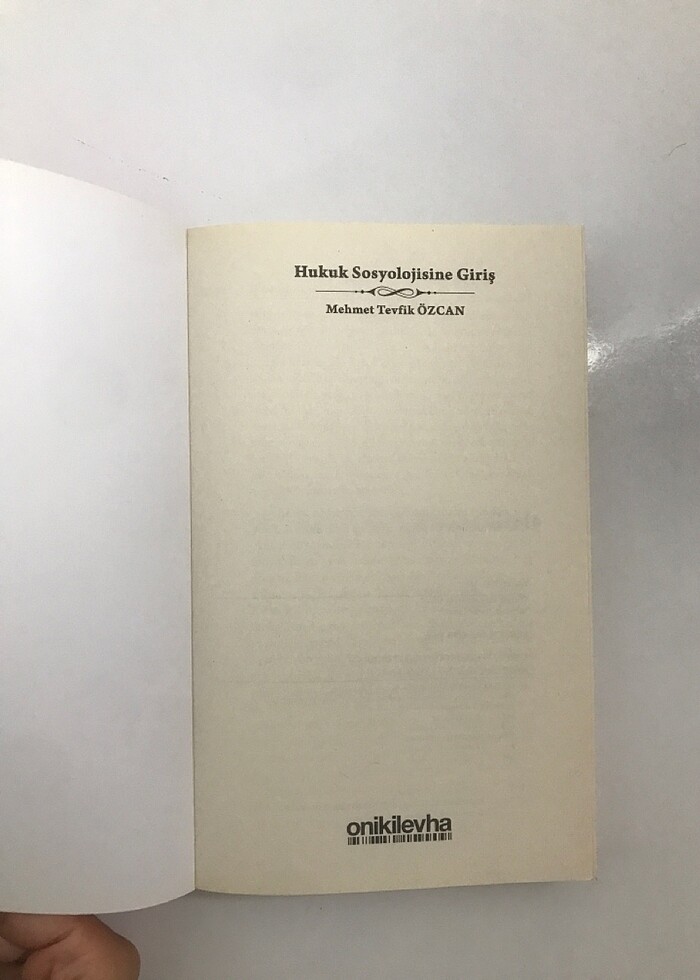 Hukuk Sosyolojisine Giriş
Mehmet Tevfik ÖZCAN
onikilevha